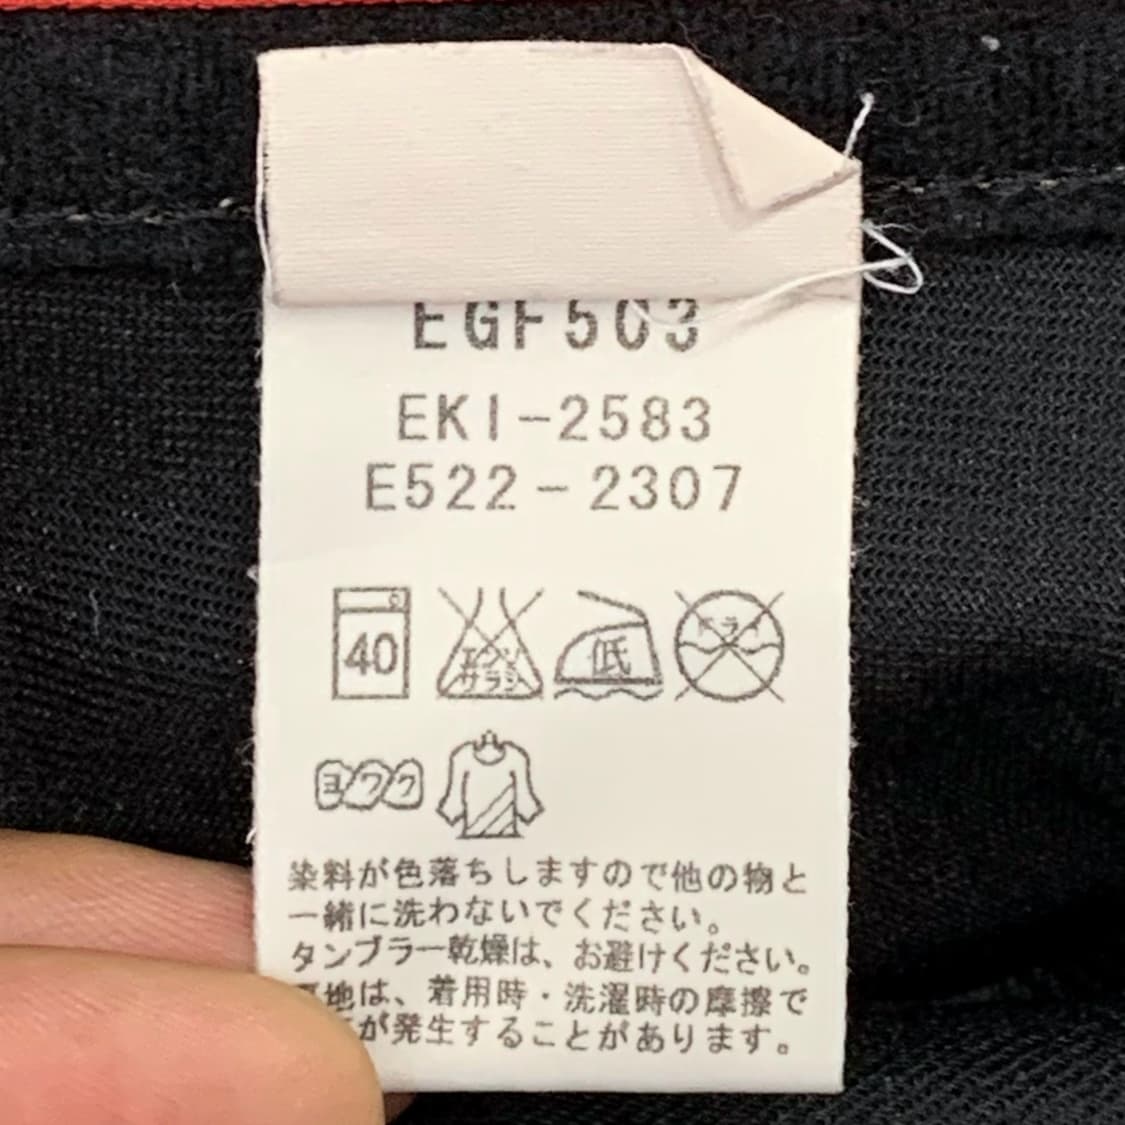 EGF503
EKI-2583
E522-2307
40
エンソ
サラシ
低
ドライ
ヨワク
染料が色落ちしますので他の物と
一緒に洗わないでください。
タンブラー乾燥は、お避けください。
地は、着用時・洗濯時の摩擦で
が発生することがあります。